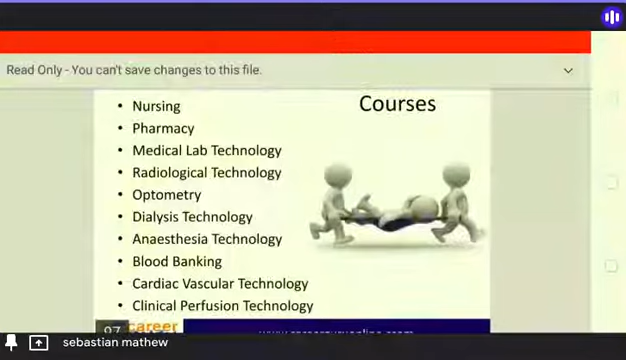 Read Only - You can't save changes to this file.
Courses
• Nursing
• Pharmacy
• Medical Lab Technology
• Radiological Technology
• Optometry
• Dialysis Technology
• Anaesthesia Technology
• Blood Banking
• Cardiac Vascular Technology
• Clinical Perfusion Technology
career
sebastian mathew